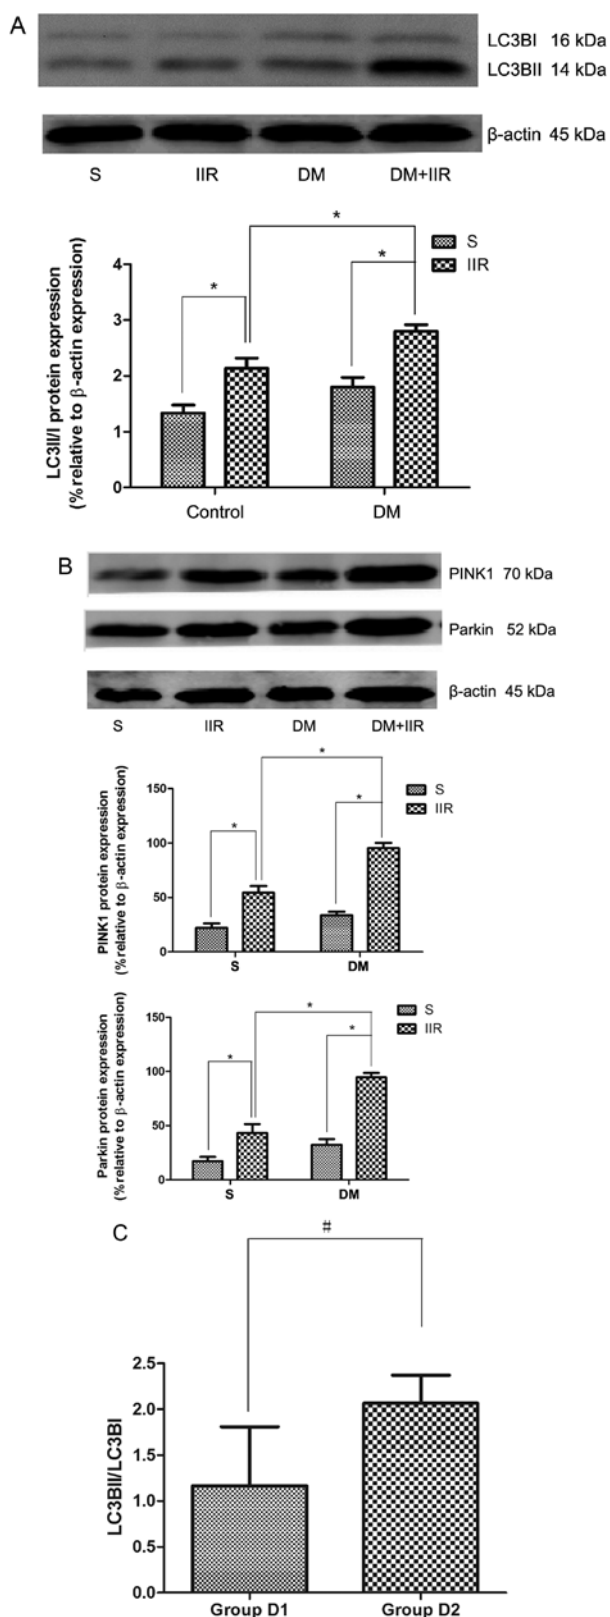 A
LC3BI 16 kDa
LC3BII 14 kDa
β-actin 45 kDa
S IIR DM DM+IIR
LC3II/I protein expression
(% relative to β-actin expression)
4
3
2
1
0
*
*
*
S
IIR
Control DM
B
PINK1 70 kDa
Parkin 52 kDa
β-actin 45 kDa
S IIR DM DM+IIR
PINK1 protein expression
(% relative to β-actin expression)
150
100
50
0
*
*
*
S
IIR
S DM
Parkin protein expression
(% relative to β-actin expression)
150
100
50
0
*
*
*
S
IIR
S DM
C
#
LC3BII/LC3BI
2.5
2.0
1.5
1.0
0.5
0.0
Group D1 Group D2